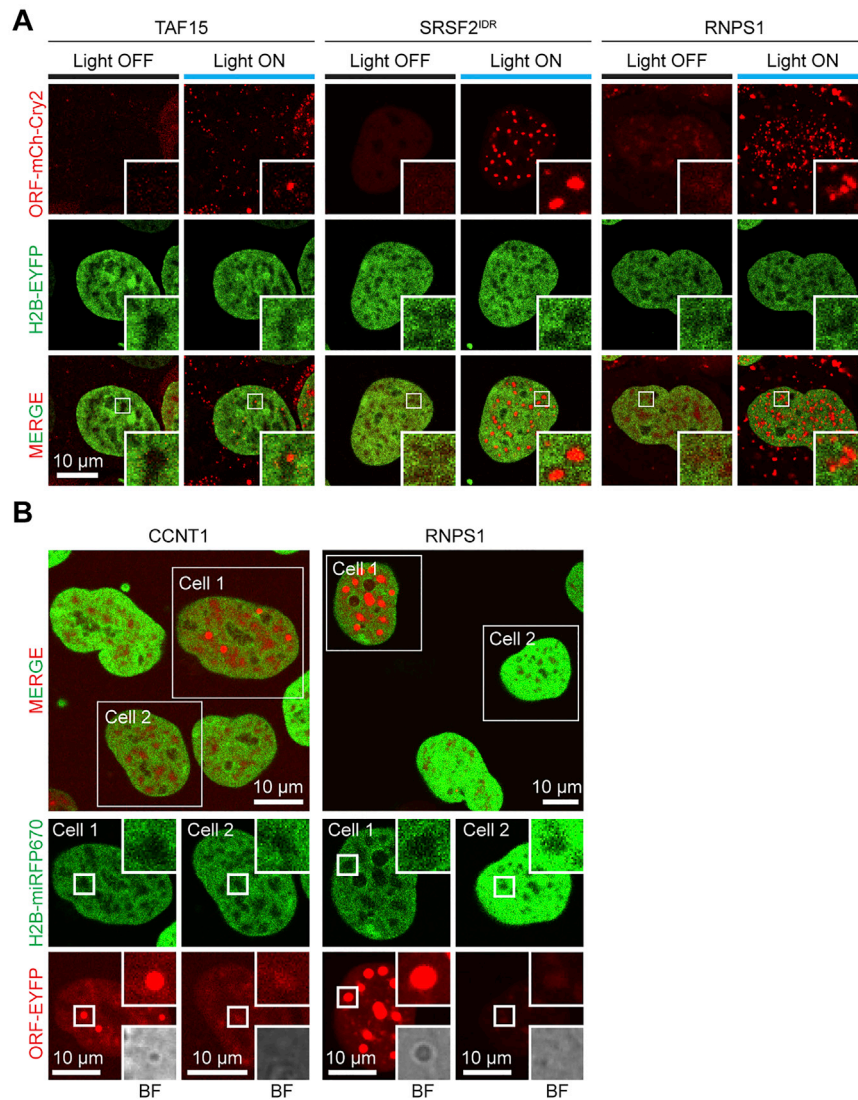 A
TAF15 SRSF2IDR RNPS1
Light OFF Light ON Light OFF Light ON Light OFF Light ON
ORF-mCh-Cry2
H2B-EYFP
MERGE
10 µm
B
CCNT1 RNPS1
MERGE
Cell 1
Cell 2
10 µm
Cell 1
Cell 2
10 µm
H2B-miRFP670
Cell 1 Cell 2 Cell 1 Cell 2
ORF-EYFP
10 µm 10 µm 10 µm 10 µm
BF BF BF BF